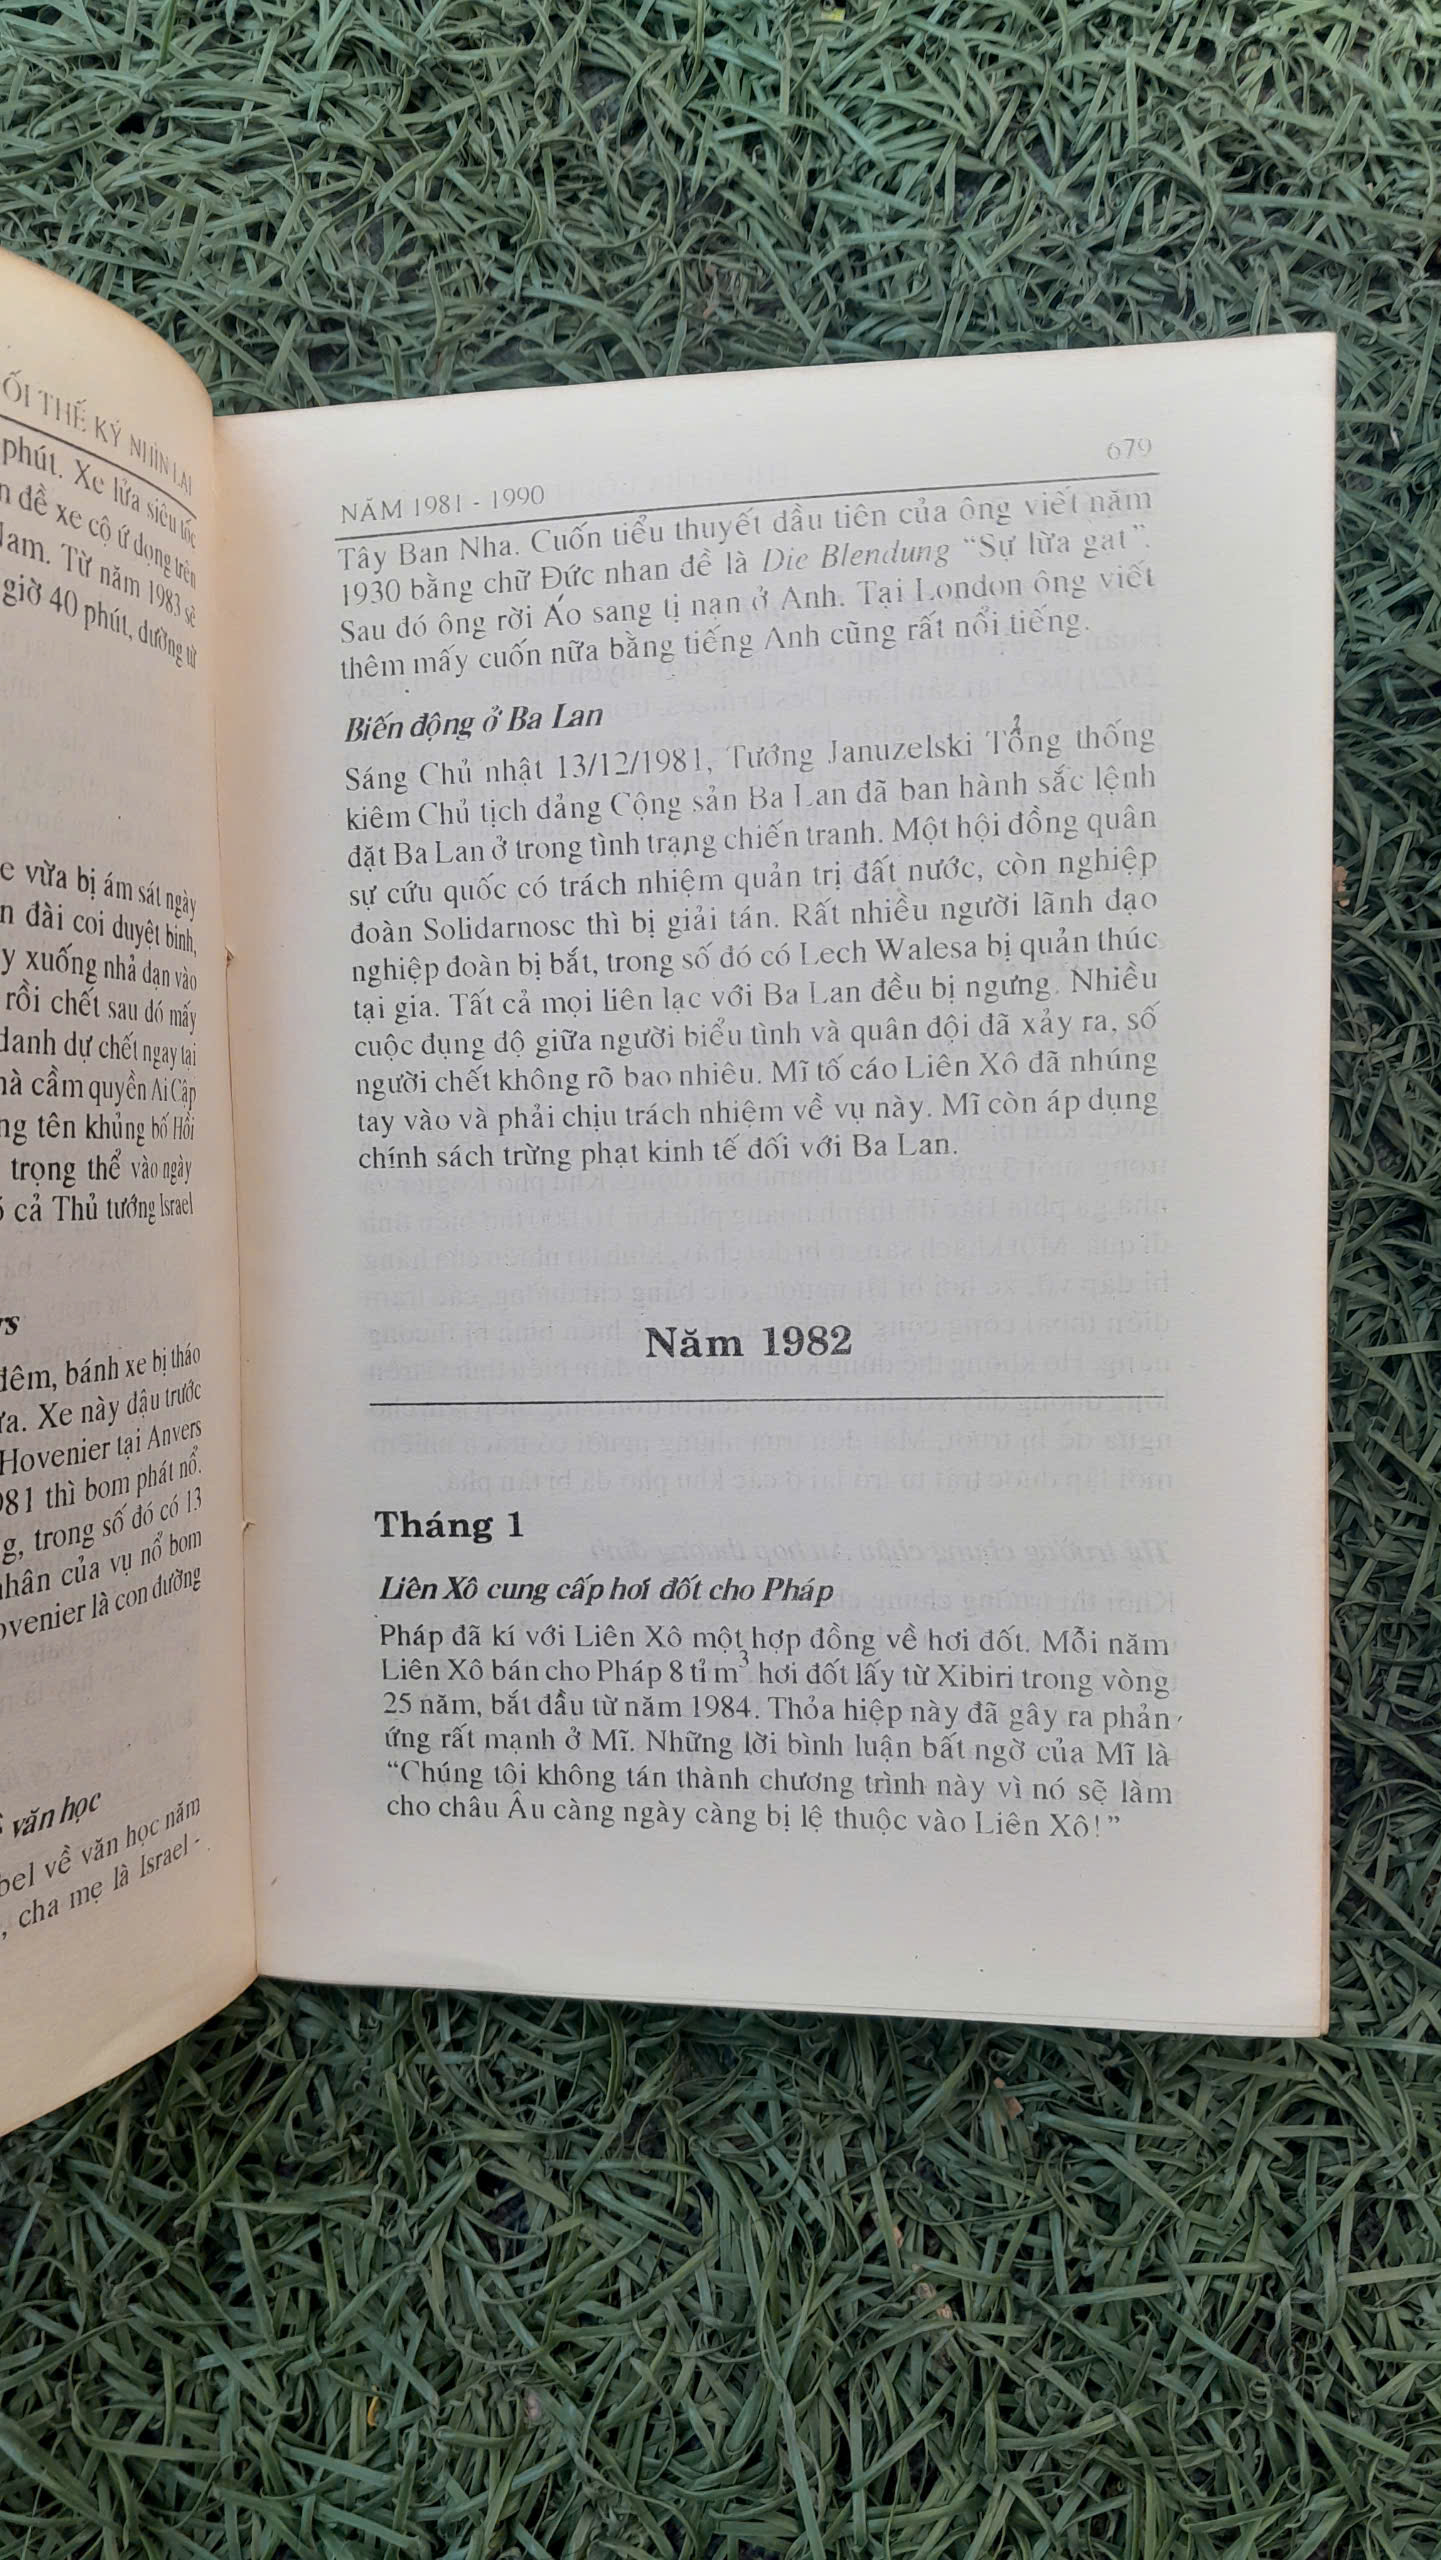 ỐI THẾ KỶ NHÌN LẠI
phút. Xe lửa siêu tốc
n đề xe cộ ứ đọng trên
Nam. Từ năm 1983 sẽ
giờ 40 phút, đường từ
e vừa bị ám sát ngày
n đài coi duyệt binh,
y xuống nhả đạn vào
rồi chết sau đó mấy
danh dự chết ngay tại
hà cầm quyền Ai Cập
ng tên khủng bố Hồi
trọng thể vào ngày
ó cả Thủ tướng Israel
rs
đêm, bánh xe bị tháo
ưa. Xe này đậu trước
Hovenier tại Anvers
981 thì bom phát nổ.
g, trong số đó có 13
nhân của vụ nổ bom
ovenier là con đường
văn học
bel về văn học năm
, cha mẹ là Israel -
679
NĂM 1981 - 1990
Tây Ban Nha. Cuốn tiểu thuyết đầu tiên của ông viết năm
1930 bằng chữ Đức nhan đề là Die Blendung “Sự lừa gạt”.
Sau đó ông rời Áo sang tị nạn ở Anh. Tại London ông viết
thêm mấy cuốn nữa bằng tiếng Anh cũng rất nổi tiếng.
Biến động ở Ba Lan
Sáng Chủ nhật 13/12/1981, Tướng Januzelski Tổng thống
kiêm Chủ tịch đảng Cộng sản Ba Lan đã ban hành sắc lệnh
đặt Ba Lan ở trong tình trạng chiến tranh. Một hội đồng quân
sự cứu quốc có trách nhiệm quản trị đất nước, còn nghiệp
đoàn Solidarnosc thì bị giải tán. Rất nhiều người lãnh đạo
nghiệp đoàn bị bắt, trong số đó có Lech Walesa bị quản thúc
tại gia. Tất cả mọi liên lạc với Ba Lan đều bị ngưng. Nhiều
cuộc đụng độ giữa người biểu tình và quân đội đã xảy ra, số
người chết không rõ bao nhiêu. Mĩ tố cáo Liên Xô đã nhúng
tay vào và phải chịu trách nhiệm về vụ này. Mĩ còn áp dụng
chính sách trừng phạt kinh tế đối với Ba Lan.
Năm 1982
Tháng 1
Liên Xô cung cấp hơi đốt cho Pháp
Pháp đã kí với Liên Xô một hợp đồng về hơi đốt. Mỗi năm
Liên Xô bán cho Pháp 8 tỉ m³ hơi đốt lấy từ Xibiri trong vòng
25 năm, bắt đầu từ năm 1984. Thỏa hiệp này đã gây ra phản
ứng rất mạnh ở Mĩ. Những lời bình luận bất ngờ của Mĩ là
“Chúng tôi không tán thành chương trình này vì nó sẽ làm
cho châu Âu càng ngày càng bị lệ thuộc vào Liên Xô!”